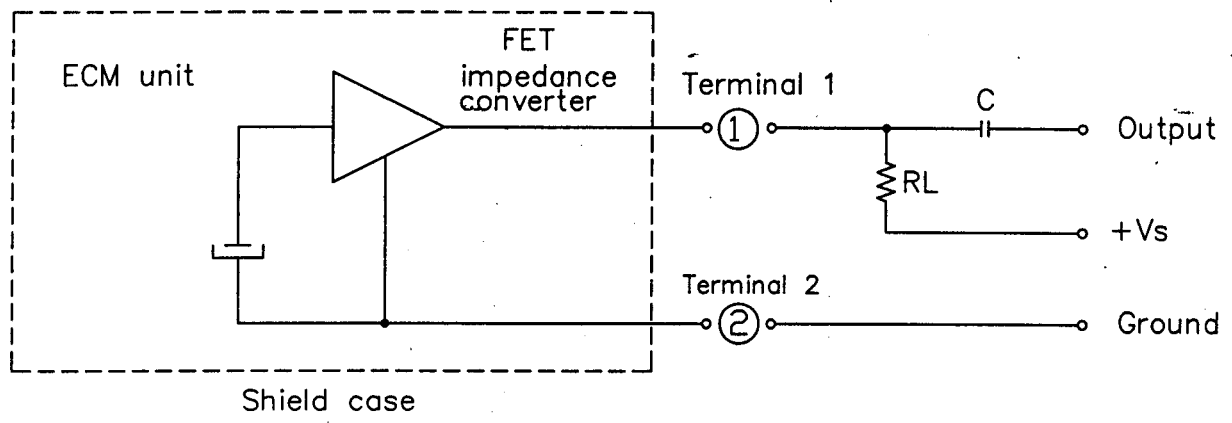 FET
ECM unit
impedance
converter
Terminal 1
1
C
Output
RL
+Vs
Terminal 2
2
Ground
Shield case